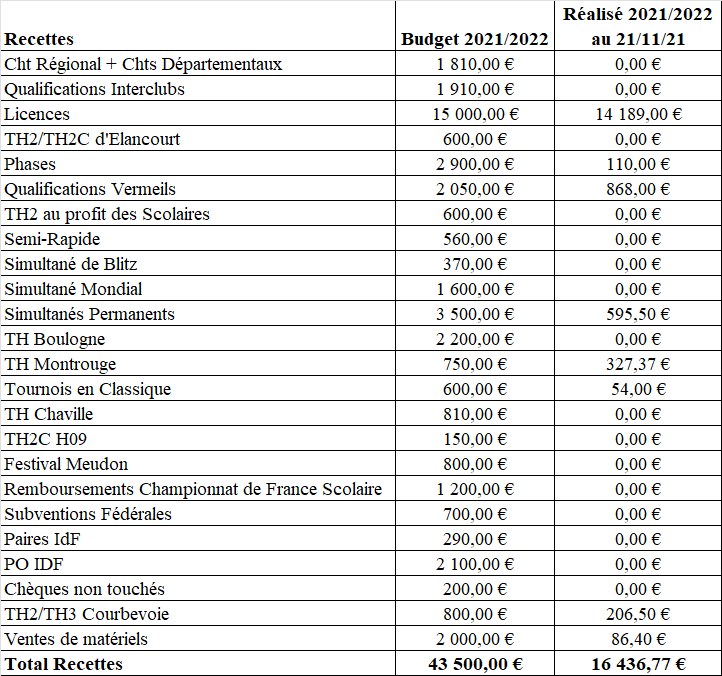 Recettes Budget 2021/2022 Réalisé 2021/2022 au 21/11/21
Cht Régional + Chts Départementaux 1 810,00 € 0,00 €
Qualifications Interclubs 1 910,00 € 0,00 €
Licences 15 000,00 € 14 189,00 €
TH2/TH2C d'Elancourt 600,00 € 0,00 €
Phases 2 900,00 € 110,00 €
Qualifications Vermeils 2 050,00 € 868,00 €
TH2 au profit des Scolaires 600,00 € 0,00 €
Semi-Rapide 560,00 € 0,00 €
Simultané de Blitz 370,00 € 0,00 €
Simultané Mondial 1 600,00 € 0,00 €
Simultanés Permanents 3 500,00 € 595,50 €
TH Boulogne 2 200,00 € 0,00 €
TH Montrouge 750,00 € 327,37 €
Tournois en Classique 600,00 € 54,00 €
TH Chaville 810,00 € 0,00 €
TH2C H09 150,00 € 0,00 €
Festival Meudon 800,00 € 0,00 €
Remboursements Championnat de France Scolaire 1 200,00 € 0,00 €
Subventions Fédérales 700,00 € 0,00 €
Paires IdF 290,00 € 0,00 €
PO IDF 2 100,00 € 0,00 €
Chèques non touchés 200,00 € 0,00 €
TH2/TH3 Courbevoie 800,00 € 206,50 €
Ventes de matériels 2 000,00 € 86,40 €
Total Recettes 43 500,00 € 16 436,77 €